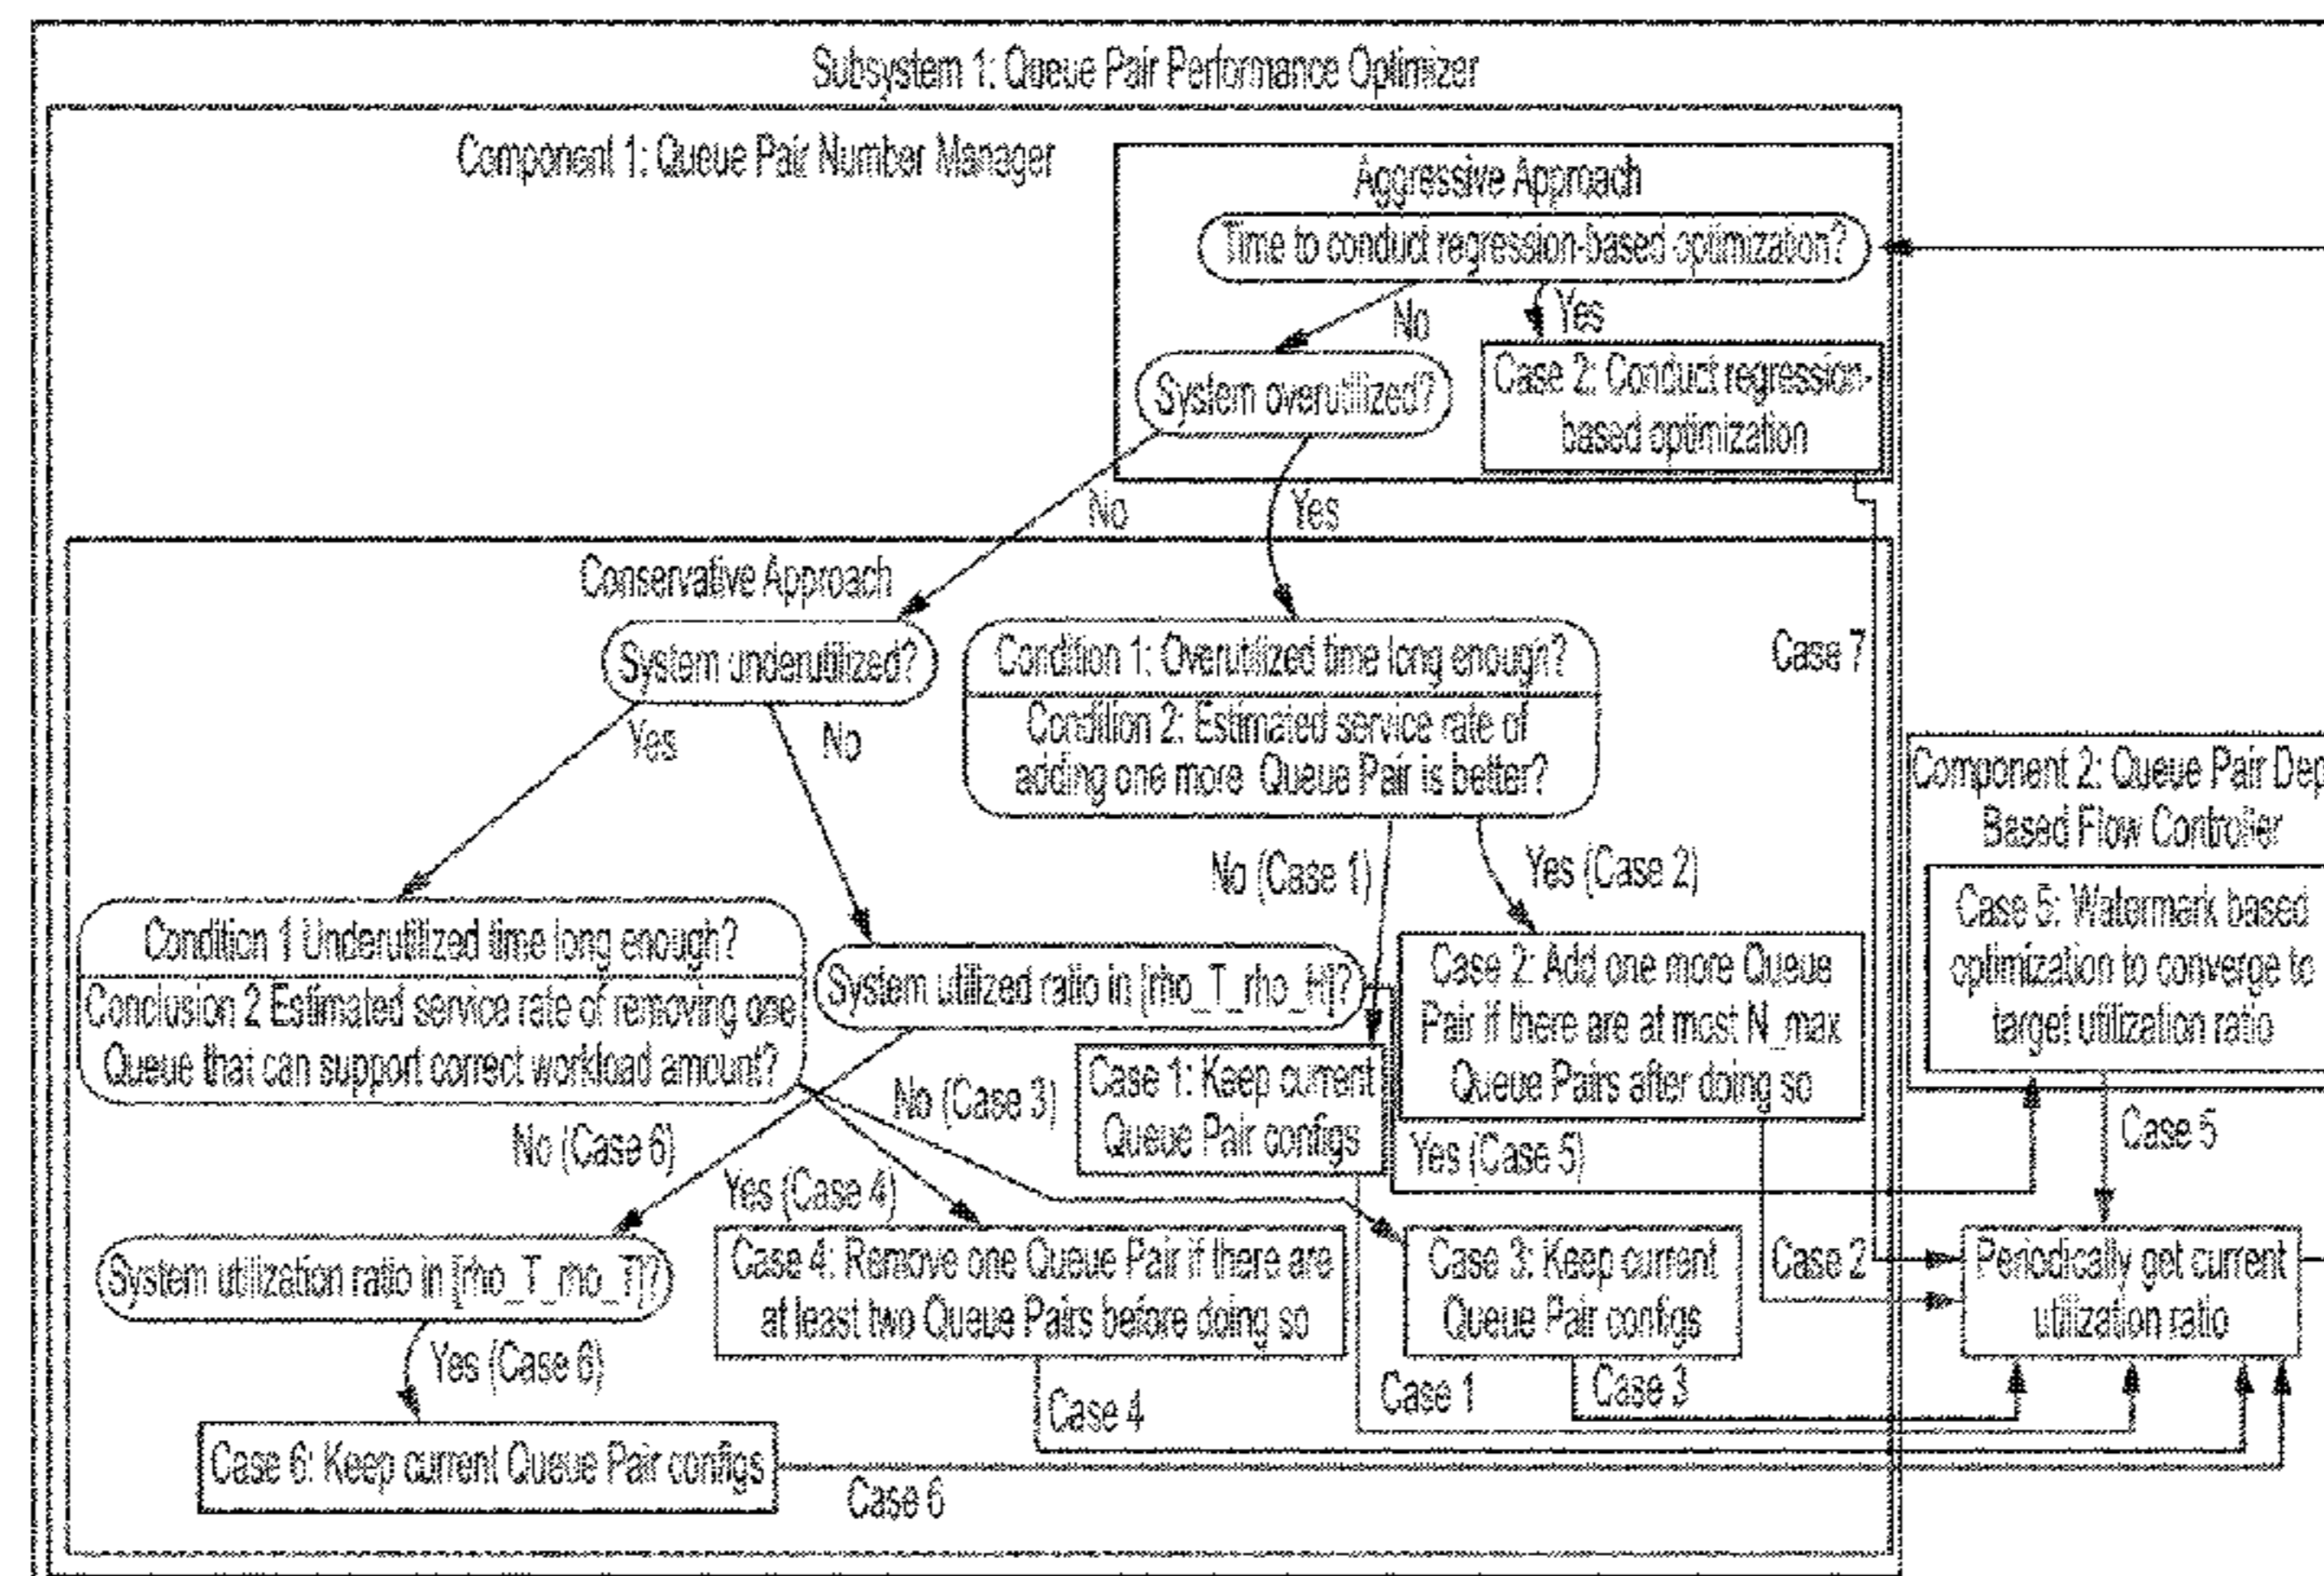 Subsystem 1: Queue Pair Performance Optimizer
Component 1: Queue Pair Number Manager
Aggressive Approach
Time to conduct regression-based optimization?
No
Yes
System overutilized?
Case 2: Conduct regression-
based optimization
No
Yes
Conservative Approach
System underutilized?
Condition 1: Overutilized time long enough?
Condition 2: Estimated service rate of
adding one more Queue Pair is better?
Case 7
Yes
No
Component 2: Queue Pair Dep
Based Flow Controller
No (Case 1)
Yes (Case 2)
Case 5: Watermark based
optimization to converge to
target utilization ratio
Condition 1 Underutilized time long enough?
Conclusion 2 Estimated service rate of removing one
Queue that can support correct workload amount?
System utilized ratio in [rho_T_rho_H]?
Case 2: Add one more Queue
Pair if there are at most N_max
Queue Pairs after doing so
Case 1: Keep current
Queue Pair configs
No (Case 3)
No (Case 6)
Yes (Case 4)
Yes (Case 5)
Case 5
System utilization ratio in [rho_T_rho_T]?
Case 4: Remove one Queue Pair if there are
at least two Queue Pairs before doing so
Case 3: Keep current
Queue Pair configs
Case 2
Periodically get current
utilization ratio
Yes (Case 6)
Case 4
Case 1
Case 3
Case 6: Keep current Queue Pair configs
Case 6